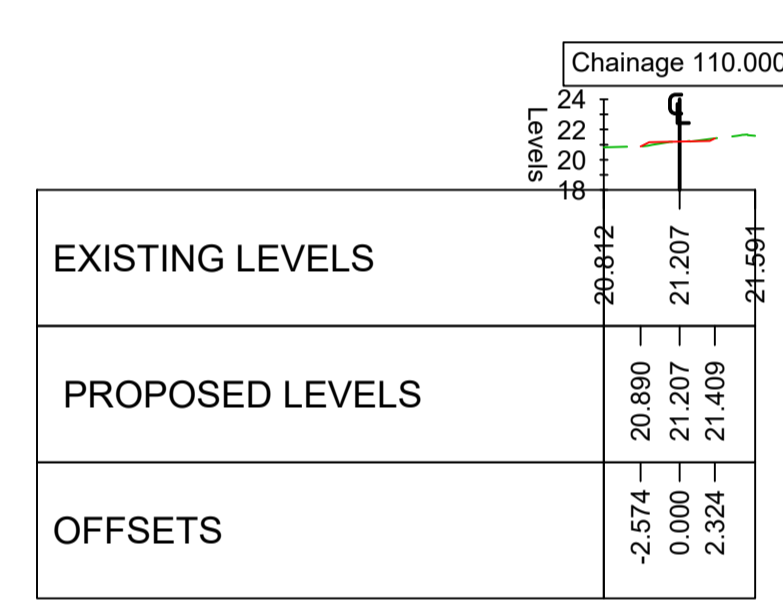 Chainage 110.000
Levels
24
22
20
18
CL
EXISTING LEVELS 20.812 21.207 21.591
PROPOSED LEVELS 20.890 21.207 21.409
OFFSETS -2.574 0.000 2.324